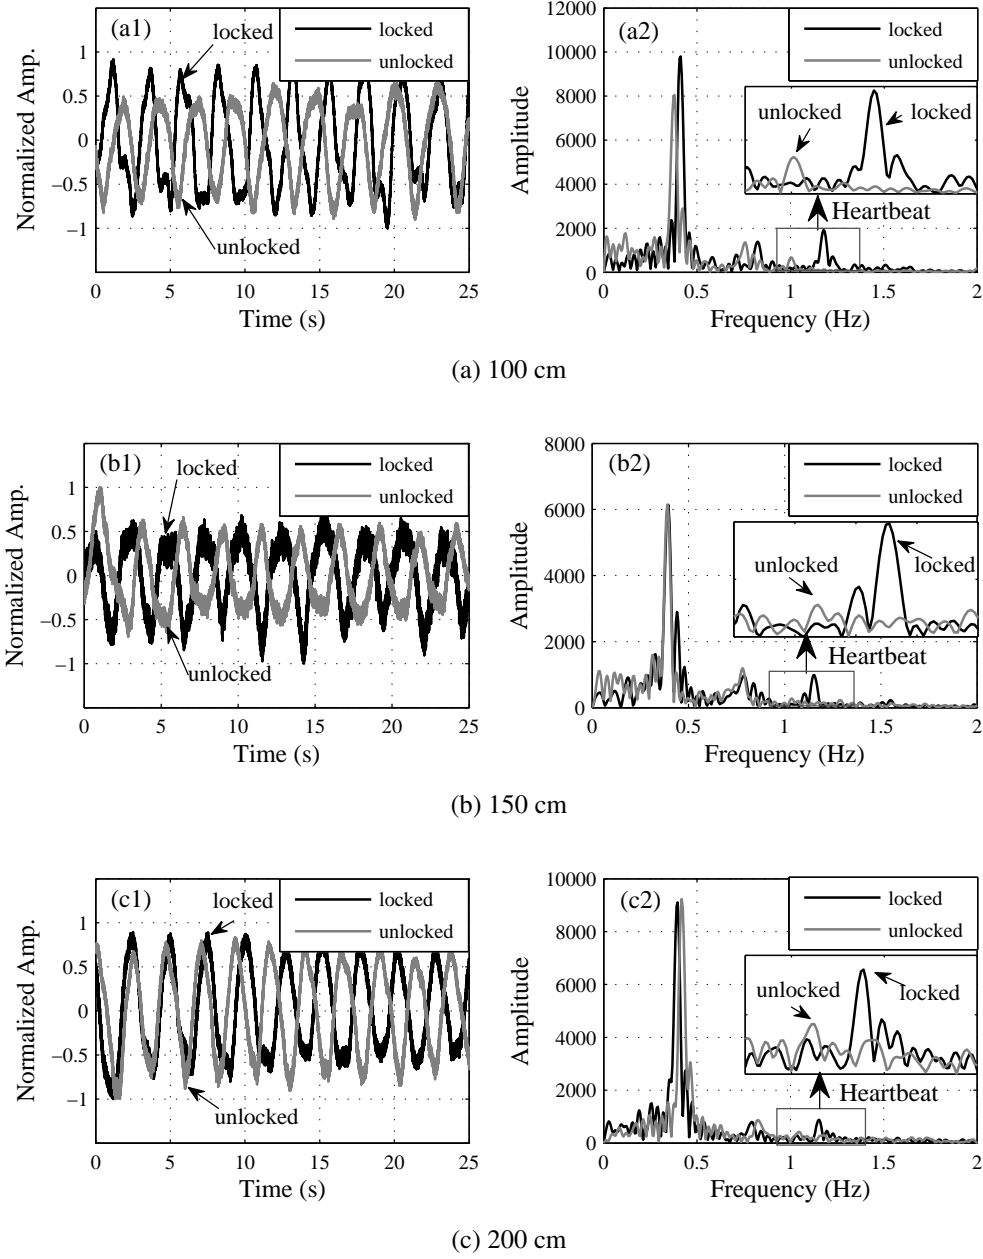 (a1)
locked
locked
unlocked
unlocked
Normalized Amp.
1
0.5
0
−0.5
−1
0 5 10 15 20 25
Time (s)
(a2)
locked
unlocked
unlocked
locked
Heartbeat
Amplitude
12000
10000
8000
6000
4000
2000
0
0 0.5 1 1.5 2
Frequency (Hz)
(a) 100 cm
(b1)
locked
locked
unlocked
unlocked
Normalized Amp.
1
0.5
0
−0.5
−1
0 5 10 15 20 25
Time (s)
(b2)
locked
unlocked
unlocked
locked
Heartbeat
Amplitude
8000
6000
4000
2000
0
0 0.5 1 1.5 2
Frequency (Hz)
(b) 150 cm
(c1)
locked
locked
unlocked
unlocked
Normalized Amp.
1
0.5
0
−0.5
−1
0 5 10 15 20 25
Time (s)
(c2)
locked
unlocked
unlocked
locked
Heartbeat
Amplitude
10000
8000
6000
4000
2000
0
0 0.5 1 1.5 2
Frequency (Hz)
(c) 200 cm